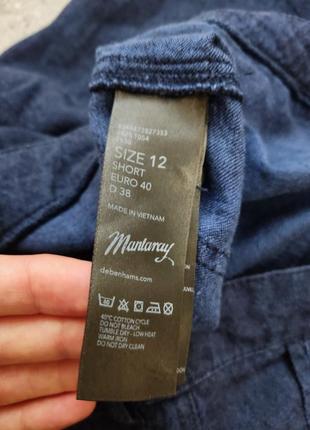 SIZE 12
SHORT
EURO 40
D 38
MADE IN VIETNAM
Mantaray
debenhams.com
40
40°C COTTON CYCLE
DO NOT BLEACH
TUMBLE DRY - LOW HEAT
WARM IRON
DO NOT DRY CLEAN